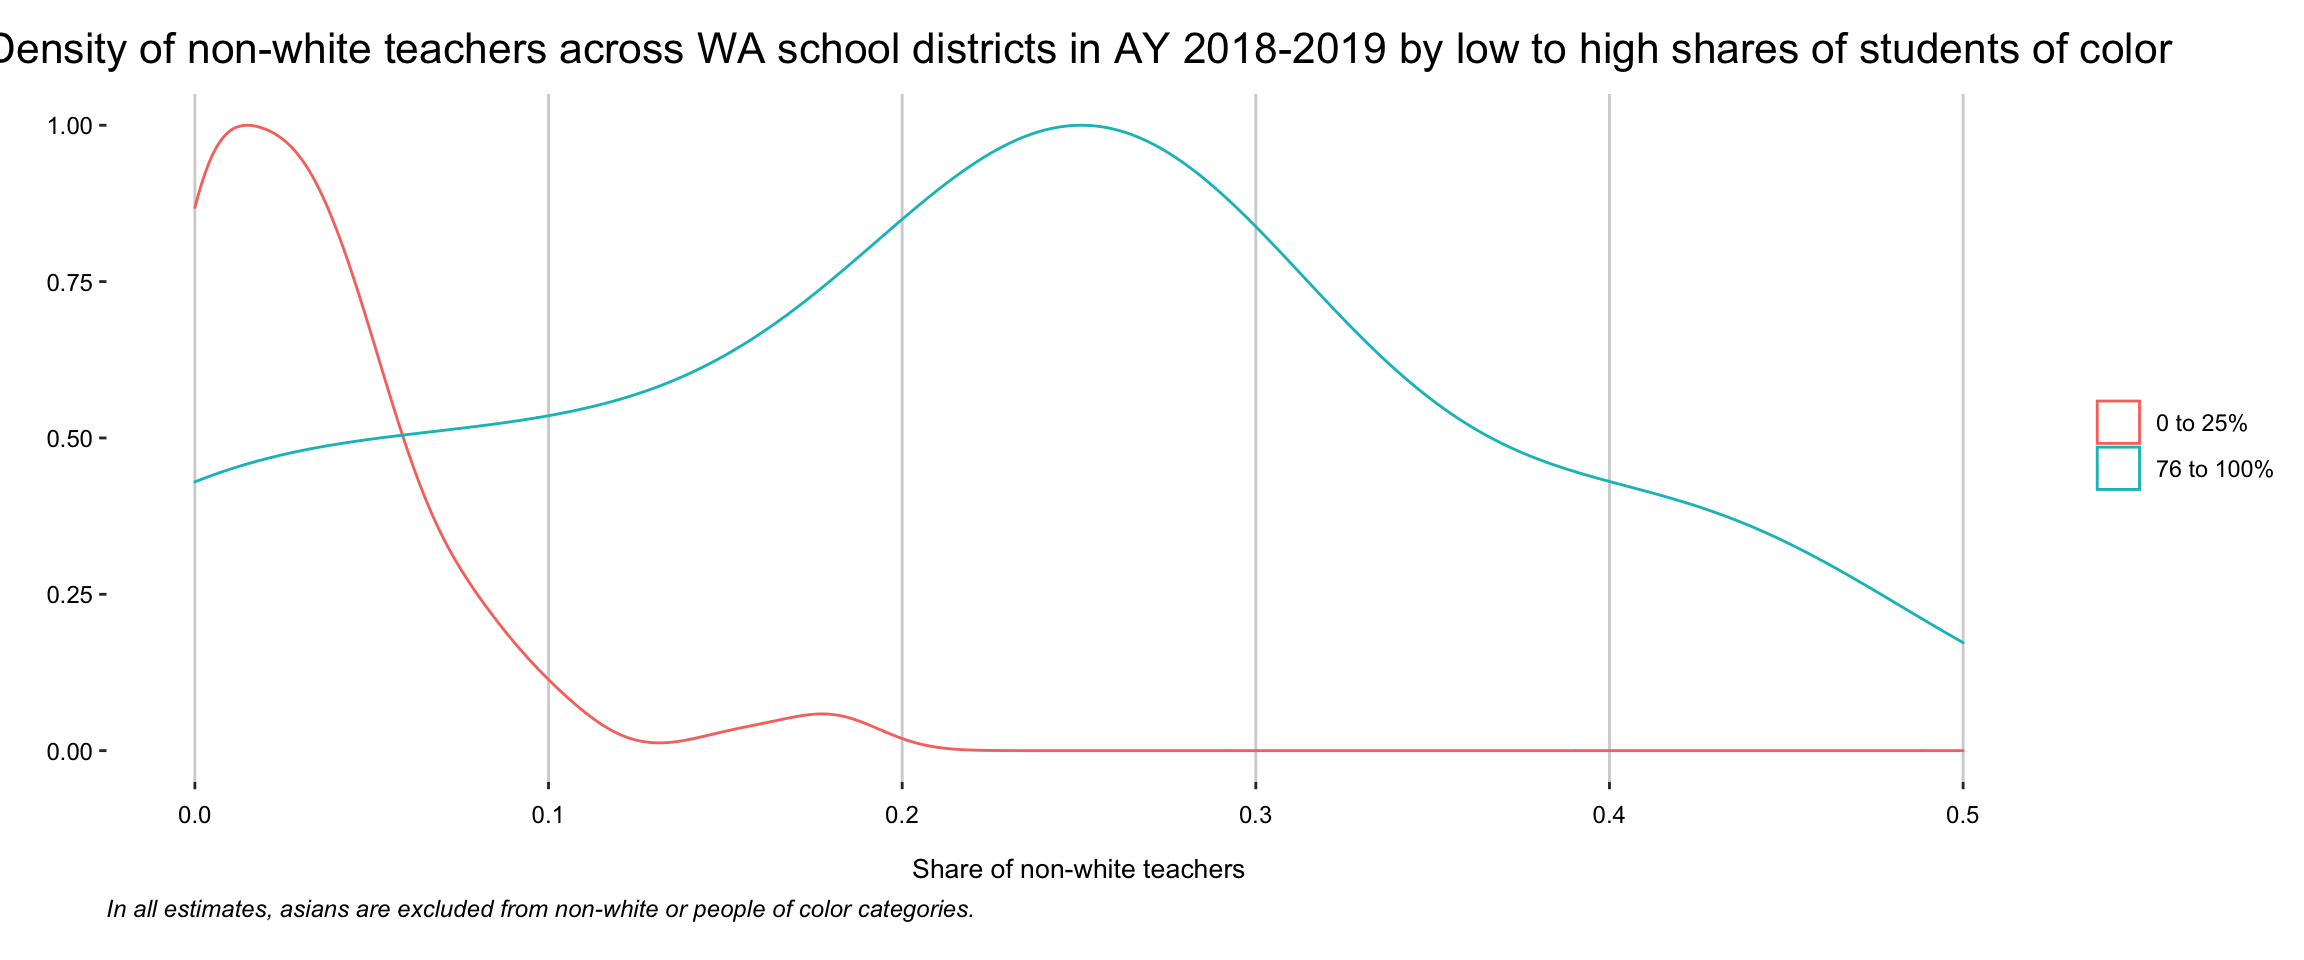 Density of non-white teachers across WA school districts in AY 2018-2019 by low to high shares of students of color
1.00
0.75
0.50
0.25
0.00
0 to 25%
76 to 100%
0.0 0.1 0.2 0.3 0.4 0.5
Share of non-white teachers
In all estimates, asians are excluded from non-white or people of color categories.